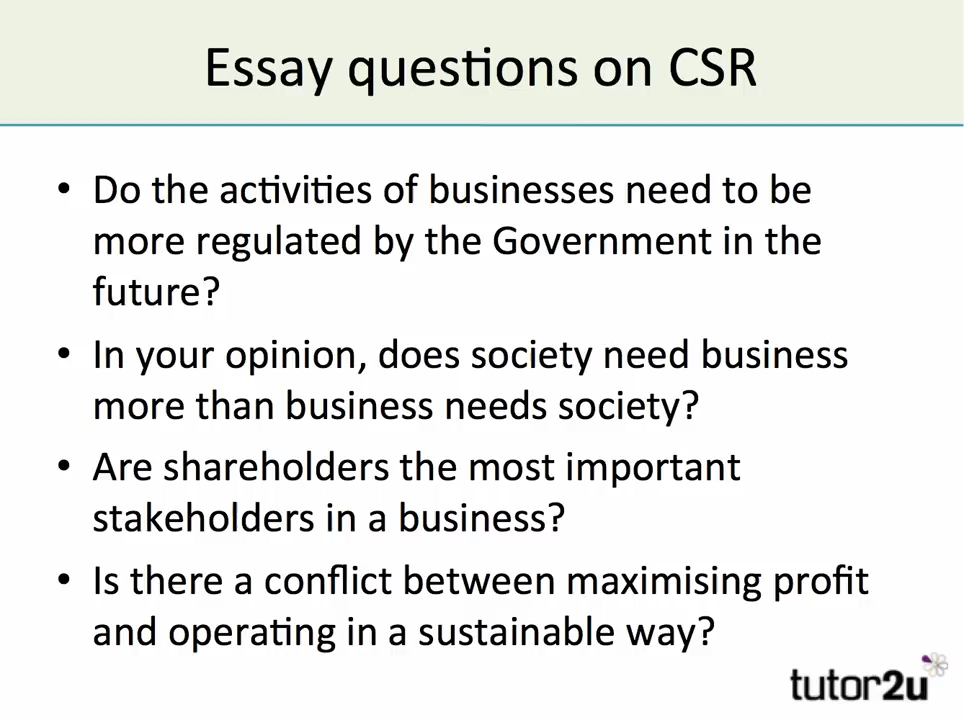 Essay questions on CSR
• Do the activities of businesses need to be
more regulated by the Government in the
future?
• In your opinion, does society need business
more than business needs society?
• Are shareholders the most important
stakeholders in a business?
• Is there a conflict between maximising profit
and operating in a sustainable way?
tutor2u